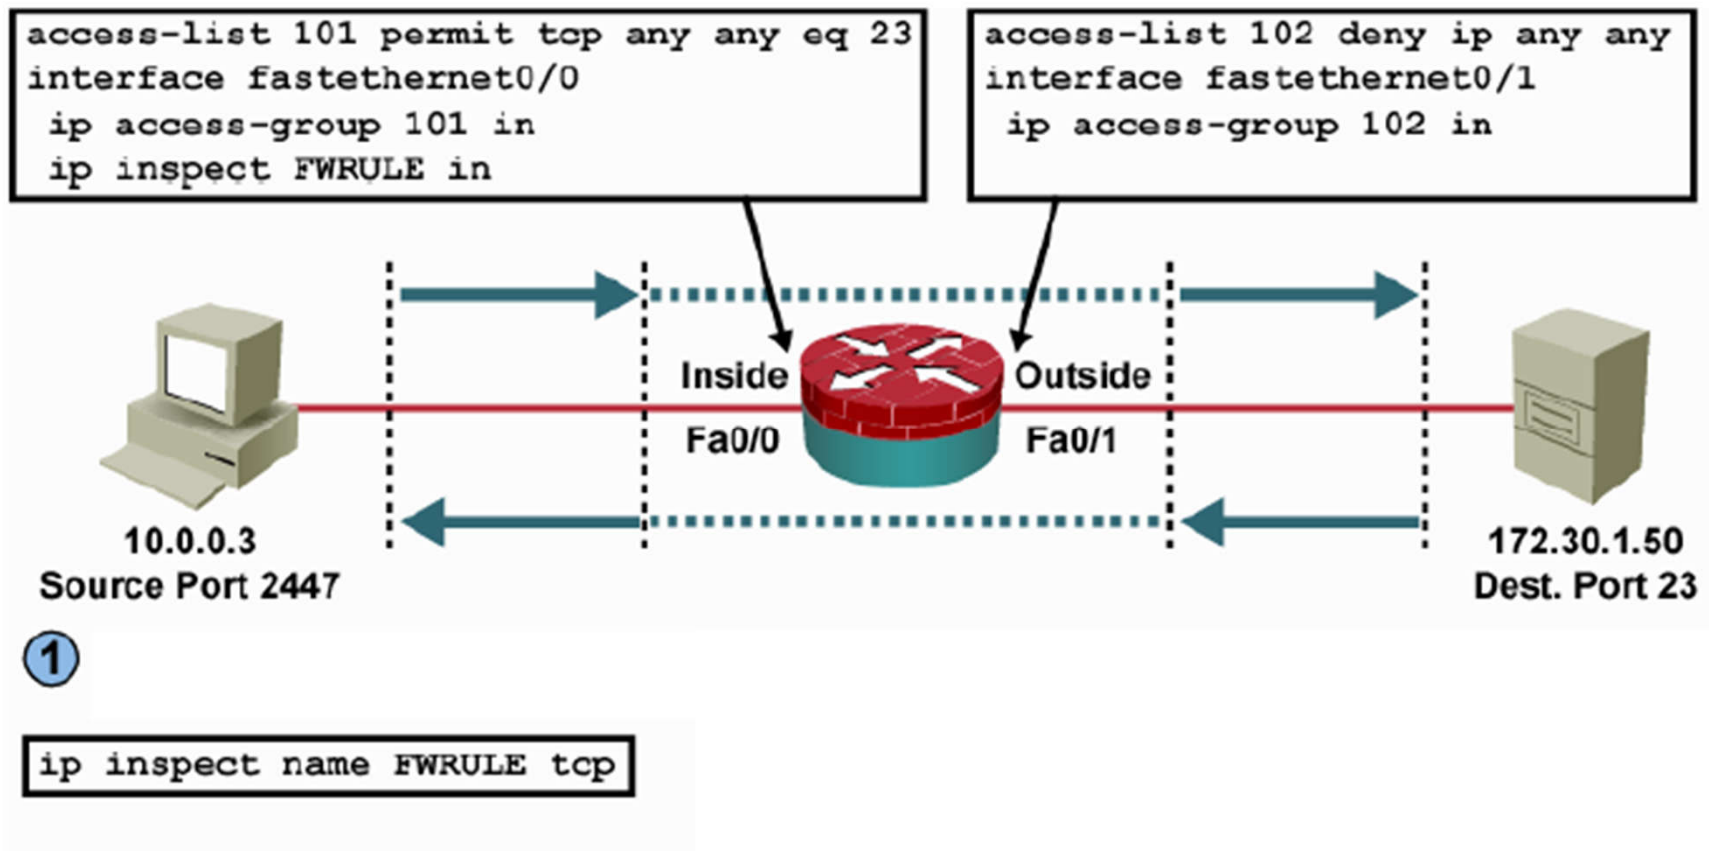 access-list 101 permit tcp any any eq 23
interface fastethernet0/0
ip access-group 101 in
ip inspect FWRULE in
access-list 102 deny ip any any
interface fastethernet0/1
ip access-group 102 in
Inside
Outside
Fa0/0
Fa0/1
10.0.0.3
Source Port 2447
172.30.1.50
Dest. Port 23
1
ip inspect name FWRULE tcp